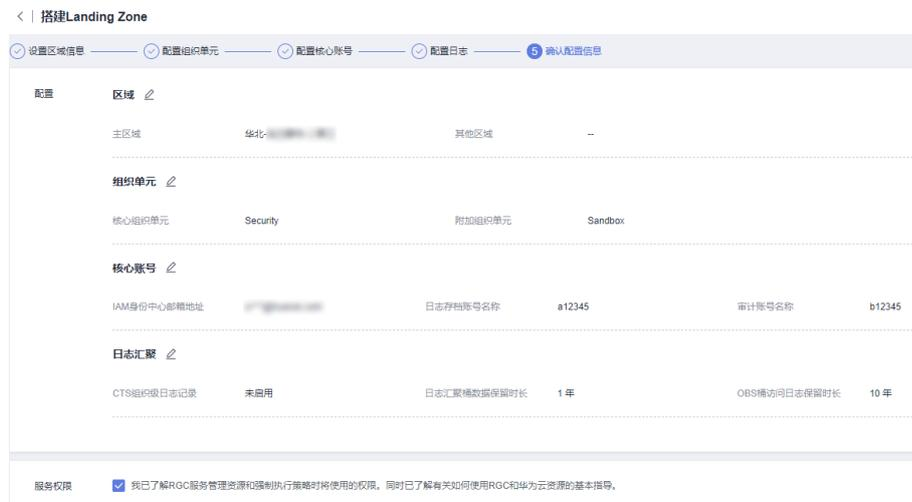 搭建Landing Zone
设置区域信息 配置组织单元 配置核心账号 配置日志 5 确认配置信息
配置 区域
主区域 华北- 其他区域 --
组织单元
核心组织单元 Security 附加组织单元 Sandbox
核心账号
IAM身份中心邮箱地址 日志存档账号名称 a12345 审计账号名称 b12345
日志汇聚
CTS组织级日志记录 未启用 日志汇聚桶数据保留时长 1 年 OBS桶访问日志保留时长 10 年
服务权限 我已了解RGC服务管理资源和强制执行策略时将使用的权限。同时已了解有关如何使用RGC和华为云资源的基本指导。